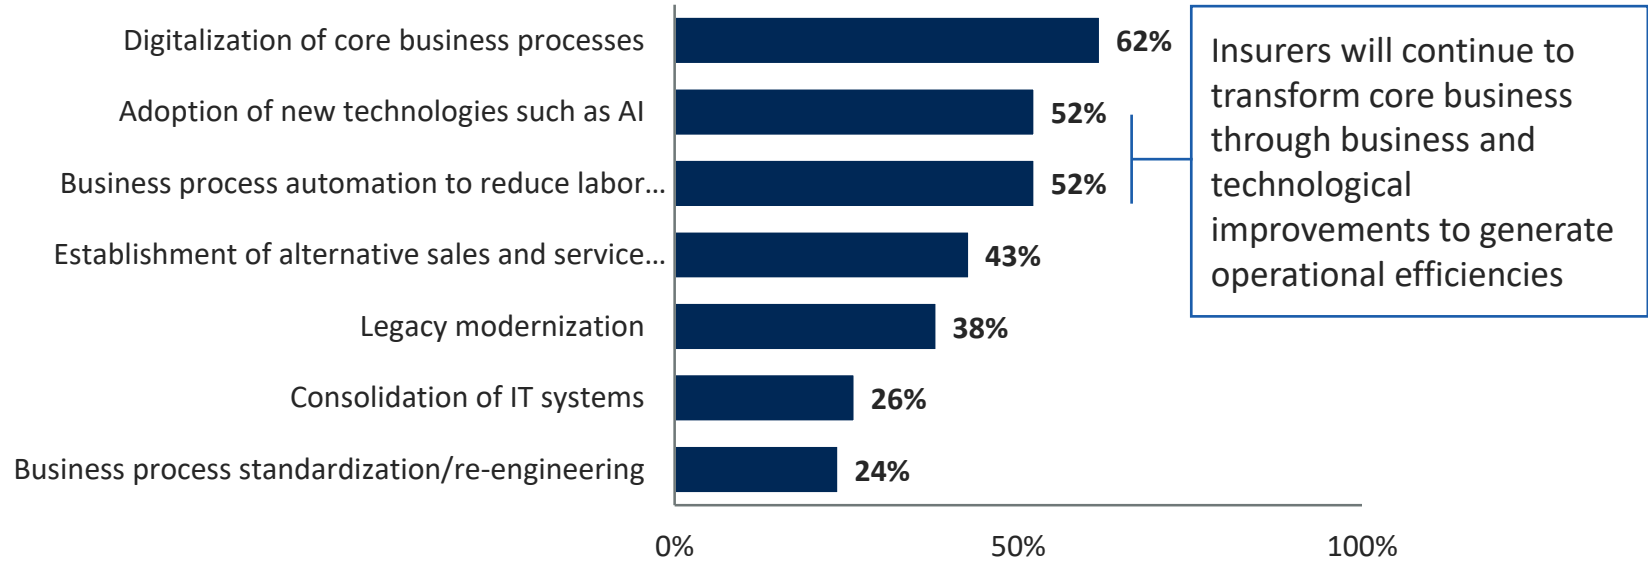 Digitalization of core business processes 62%
Adoption of new technologies such as AI 52%
Business process automation to reduce labor... 52%
Establishment of alternative sales and service... 43%
Legacy modernization 38%
Consolidation of IT systems 26%
Business process standardization/re-engineering 24%
0% 50% 100%
Insurers will continue to
transform core business
through business and
technological
improvements to generate
operational efficiencies